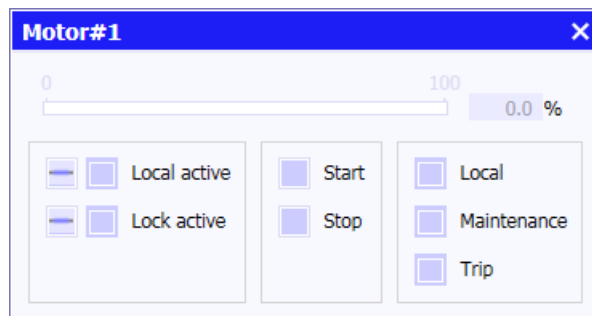 Motor#1
0 100
0.0 %
Local active Start Local
Lock active Stop Maintenance
Trip